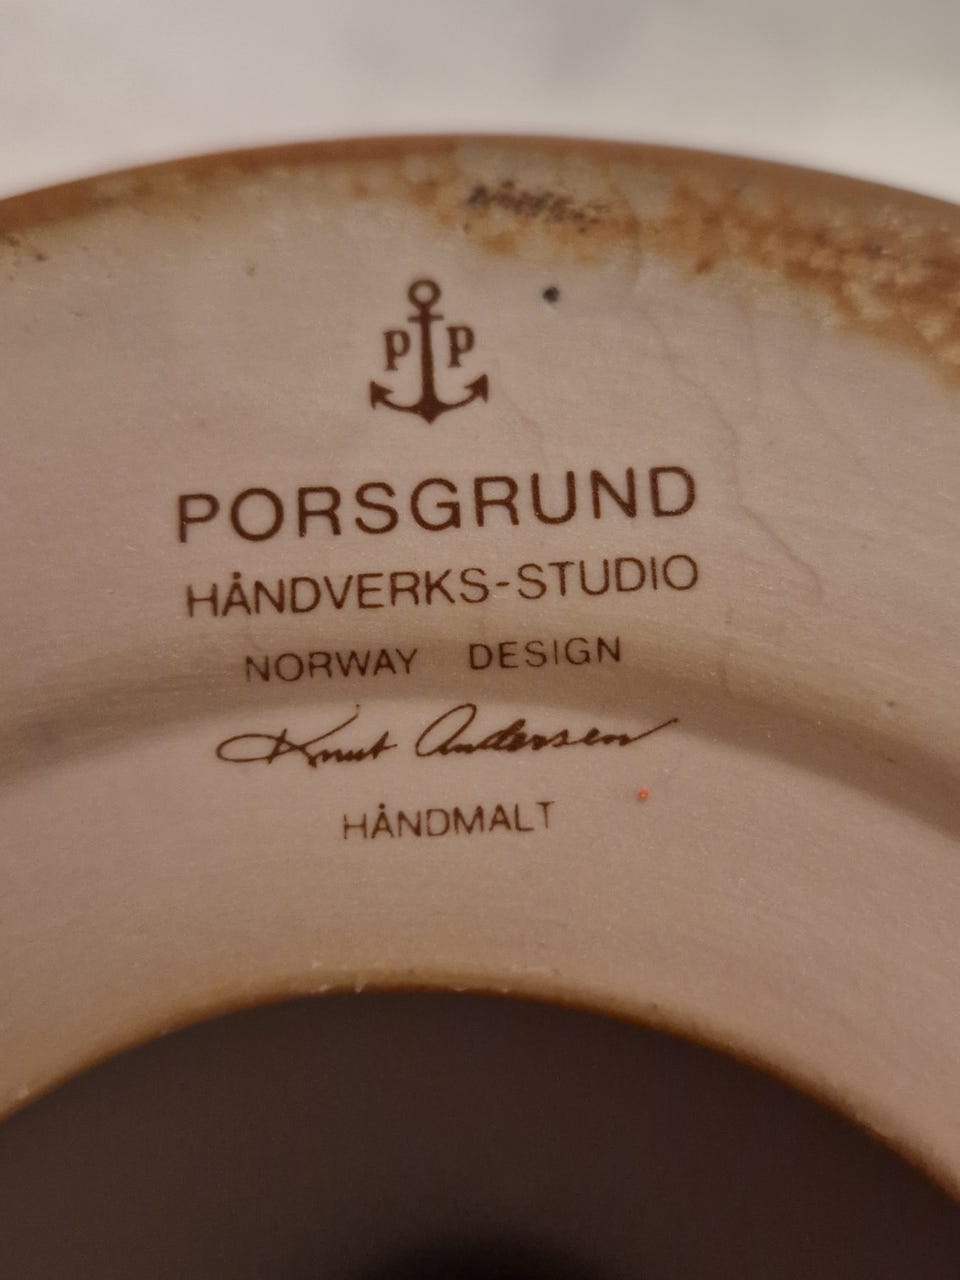 P P
PORSGRUND
HÅNDVERKS-STUDIO
NORWAY DESIGN
Knut Andersen
HÅNDMALT